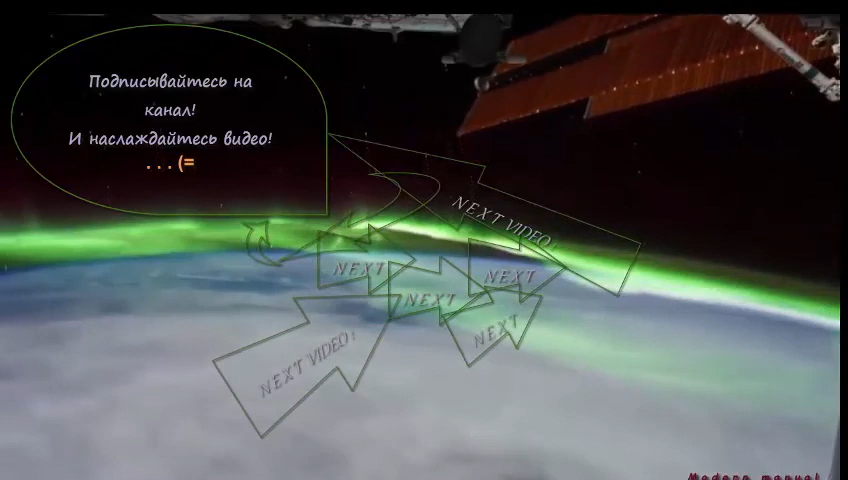 Подписывайтесь на
канал!
И наслаждайтесь видео!
. . . (=
NEXT VIDEO!
NEXT
NEXT
NEXT
NEXT
NEXT VIDEO!